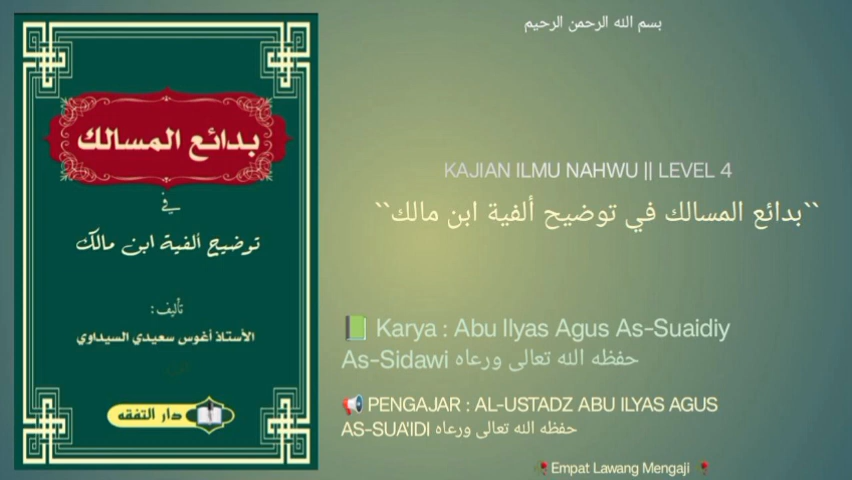 بدائع المسالك
في
توضيح ألفية ابن مالك
تأليف:
الأستاذ أغوس سعيدي السيداوي
دار التفقه
بسم الله الرحمن الرحيم
KAJIAN ILMU NAHWU || LEVEL 4
``بدائع المسالك في توضيح ألفية ابن مالك``
📗 Karya : Abu Ilyas Agus As-Suaidiy
As-Sidawi حفظه الله تعالى ورعاه
📢 PENGAJAR : AL-USTADZ ABU ILYAS AGUS
AS-SUA'IDI حفظه الله تعالى ورعاه
🌹Empat Lawang Mengaji 🌹